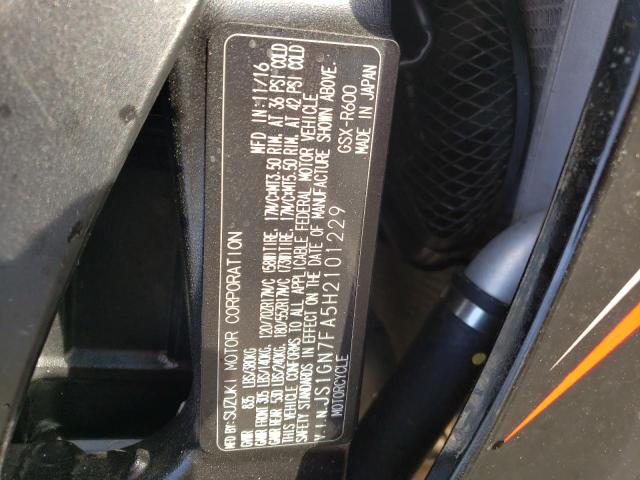 MFD BY:SUZUKI MOTOR CORPORATION MFD IN:11/16
GVWR 835 LBS/380KG
GAWR FRONT 305 LBS/140KG. 120/70ZR17M/C (58W)TIRE. 17M/C×MT3.50 RIM. AT 36 PSI COLD
GAWR REAR 530 LBS/240KG. 180/55ZR17M/C (73W)TIRE. 17M/C×MT5.50 RIM. AT 42 PSI COLD
THIS VEHICLE CONFORMS TO ALL APPLICABLE FEDERAL MOTOR VEHICLE
SAFETY STANDARDS IN EFFECT ON THE DATE OF MANUFACTURE SHOWN ABOVE.
V.I.N.JS1GN7FA5H2101229 GSX-R600
MOTORCYCLE MADE IN JAPAN